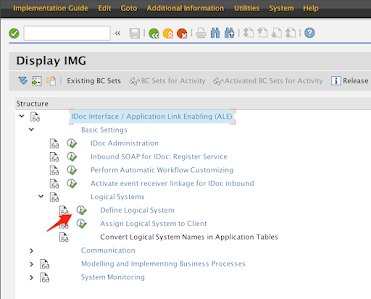 Implementation Guide Edit Goto Additional Information Utilities System Help
Display IMG
Existing BC Sets BC Sets for Activity Activated BC Sets for Activity Release
Structure
IDoc Interface / Application Link Enabling (ALE)
Basic Settings
IDoc Administration
Inbound SOAP for IDoc: Register Service
Perform Automatic Workflow Customizing
Activate event receiver linkage for IDoc inbound
Logical Systems
Define Logical System
Assign Logical System to Client
Convert Logical System Names in Application Tables
Communication
Modelling and Implementing Business Processes
System Monitoring